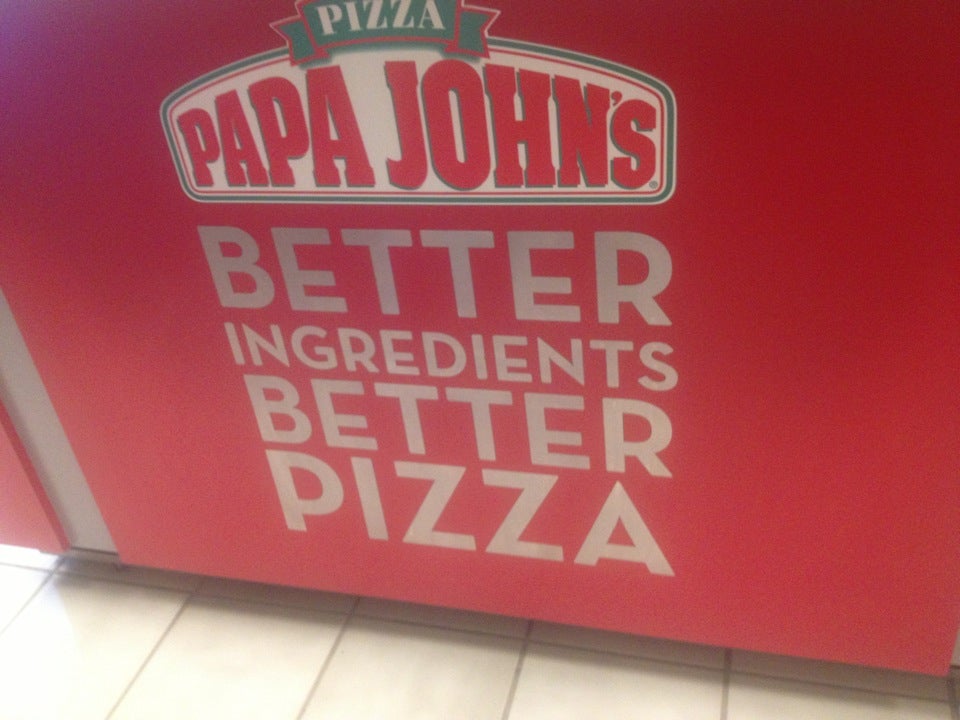 PIZZA
PAPA JOHN'S
BETTER
INGREDIENTS
BETTER
PIZZA